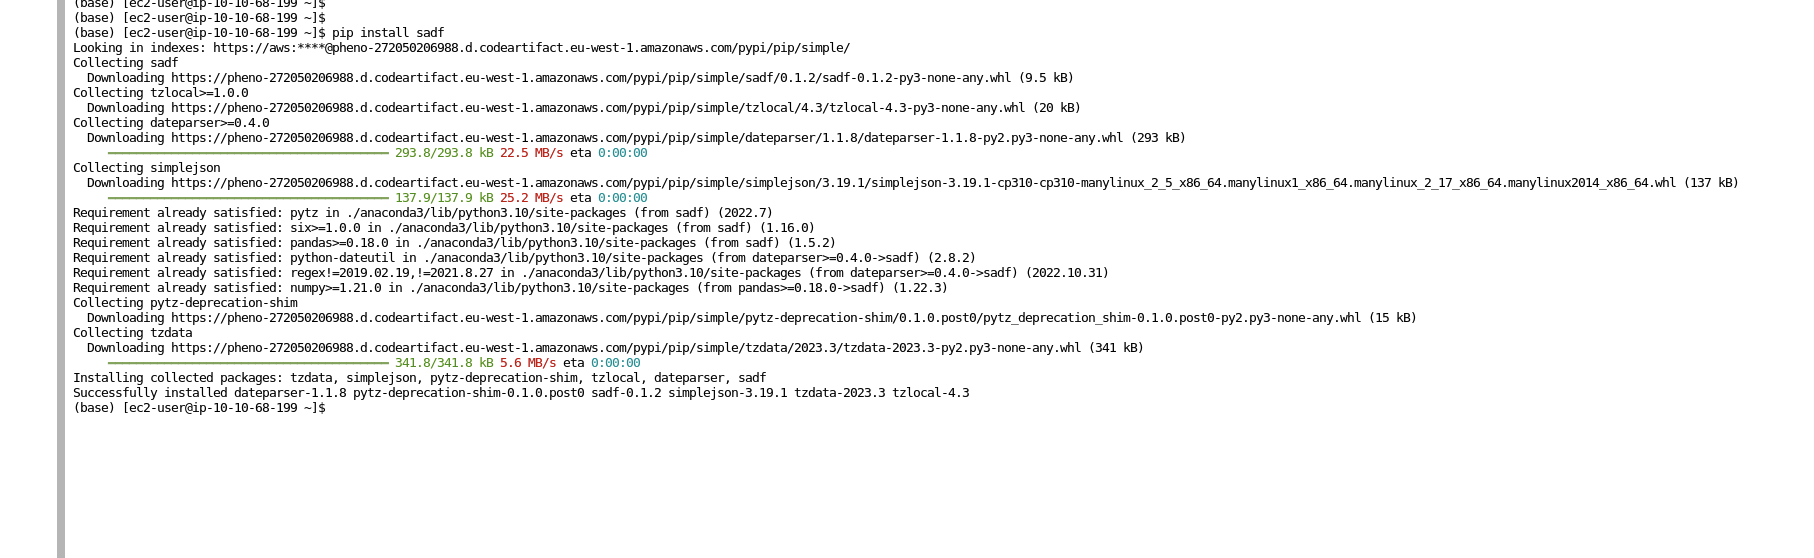 (base) [ec2-user@ip-10-10-68-199 ~]$
(base) [ec2-user@ip-10-10-68-199 ~]$
(base) [ec2-user@ip-10-10-68-199 ~]$ pip install sadf
Looking in indexes: https://aws:****@pheno-272050206988.d.codeartifact.eu-west-1.amazonaws.com/pypi/pip/simple/
Collecting sadf
  Downloading https://pheno-272050206988.d.codeartifact.eu-west-1.amazonaws.com/pypi/pip/simple/sadf/0.1.2/sadf-0.1.2-py3-none-any.whl (9.5 kB)
Collecting tzlocal>=1.0.0
  Downloading https://pheno-272050206988.d.codeartifact.eu-west-1.amazonaws.com/pypi/pip/simple/tzlocal/4.3/tzlocal-4.3-py3-none-any.whl (20 kB)
Collecting dateparser>=0.4.0
  Downloading https://pheno-272050206988.d.codeartifact.eu-west-1.amazonaws.com/pypi/pip/simple/dateparser/1.1.8/dateparser-1.1.8-py2.py3-none-any.whl (293 kB)
293.8/293.8 kB 22.5 MB/s eta 0:00:00
Collecting simplejson
  Downloading https://pheno-272050206988.d.codeartifact.eu-west-1.amazonaws.com/pypi/pip/simple/simplejson/3.19.1/simplejson-3.19.1-cp310-cp310-manylinux_2_5_x86_64.manylinux1_x86_64.manylinux_2_17_x86_64.manylinux2014_x86_64.whl (137 kB)
137.9/137.9 kB 25.2 MB/s eta 0:00:00
Requirement already satisfied: pytz in ./anaconda3/lib/python3.10/site-packages (from sadf) (2022.7)
Requirement already satisfied: six>=1.0.0 in ./anaconda3/lib/python3.10/site-packages (from sadf) (1.16.0)
Requirement already satisfied: pandas>=0.18.0 in ./anaconda3/lib/python3.10/site-packages (from sadf) (1.5.2)
Requirement already satisfied: python-dateutil in ./anaconda3/lib/python3.10/site-packages (from dateparser>=0.4.0->sadf) (2.8.2)
Requirement already satisfied: regex!=2019.02.19,!=2021.8.27 in ./anaconda3/lib/python3.10/site-packages (from dateparser>=0.4.0->sadf) (2022.10.31)
Requirement already satisfied: numpy>=1.21.0 in ./anaconda3/lib/python3.10/site-packages (from pandas>=0.18.0->sadf) (1.22.3)
Collecting pytz-deprecation-shim
  Downloading https://pheno-272050206988.d.codeartifact.eu-west-1.amazonaws.com/pypi/pip/simple/pytz-deprecation-shim/0.1.0.post0/pytz_deprecation_shim-0.1.0.post0-py2.py3-none-any.whl (15 kB)
Collecting tzdata
  Downloading https://pheno-272050206988.d.codeartifact.eu-west-1.amazonaws.com/pypi/pip/simple/tzdata/2023.3/tzdata-2023.3-py2.py3-none-any.whl (341 kB)
341.8/341.8 kB 5.6 MB/s eta 0:00:00
Installing collected packages: tzdata, simplejson, pytz-deprecation-shim, tzlocal, dateparser, sadf
Successfully installed dateparser-1.1.8 pytz-deprecation-shim-0.1.0.post0 sadf-0.1.2 simplejson-3.19.1 tzdata-2023.3 tzlocal-4.3
(base) [ec2-user@ip-10-10-68-199 ~]$